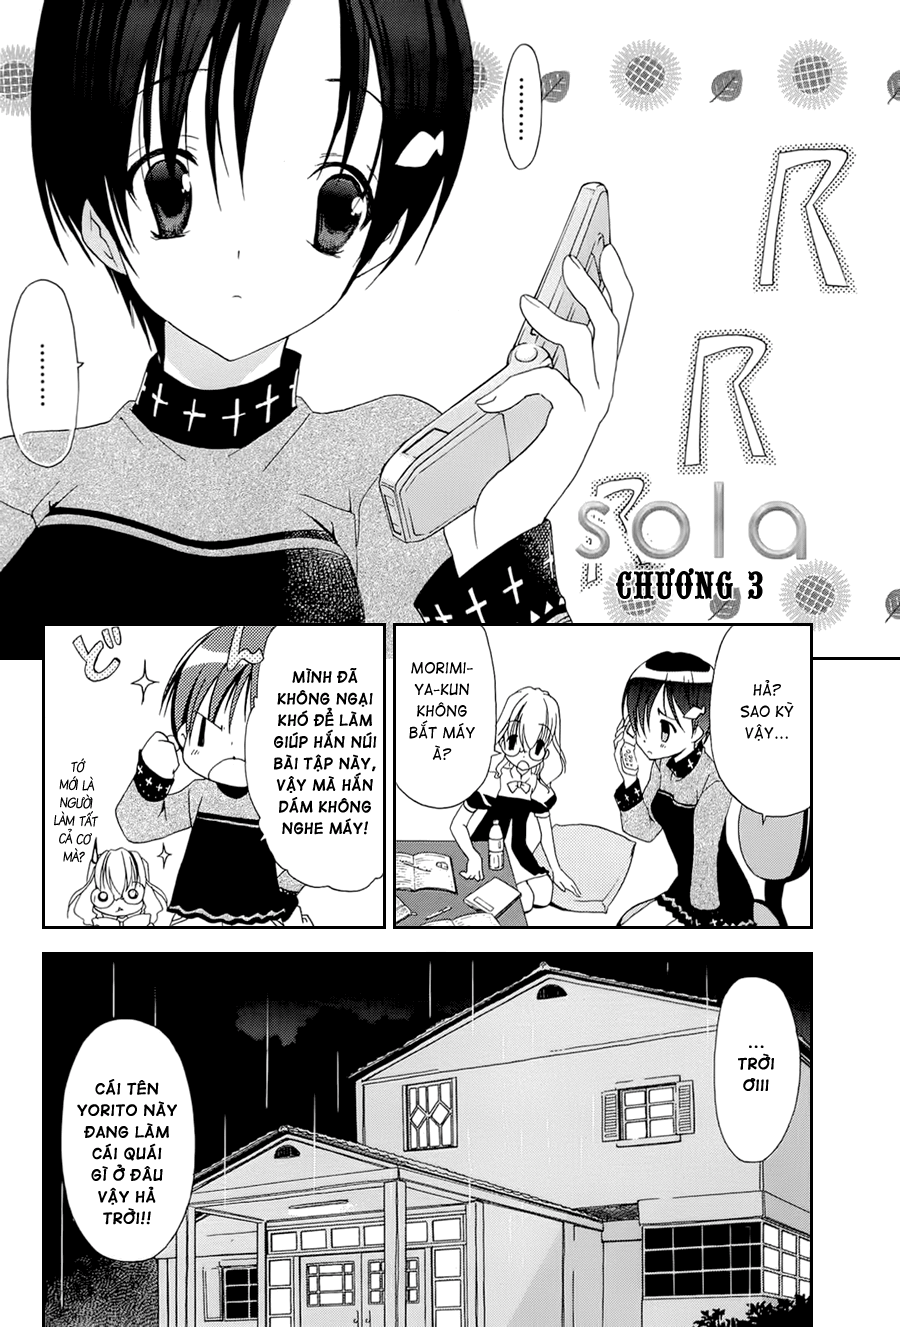 .........
R
R
R
.........
sola
CHƯƠNG 3
HẢ?
SAO KỲ
VẬY...
MORIMI-
YA-KUN
KHÔNG
BẮT MÁY
À?
MÌNH ĐÃ
KHÔNG NGẠI
KHÓ ĐỂ LÀM
GIÚP HẮN NÚI
BÀI TẬP NÀY,
VẬY MÀ HẮN
DÁM KHÔNG
NGHE MÁY!
ど
TỚ
MỚI LÀ
NGƯỜI
LÀM TẤT
CẢ CƠ
MÀ?
...
TRỜI
ƠIII
CÁI TÊN
YORITO NÀY
ĐANG LÀM
CÁI QUÁI
GÌ Ở ĐÂU
VẬY HẢ
TRỜI!!